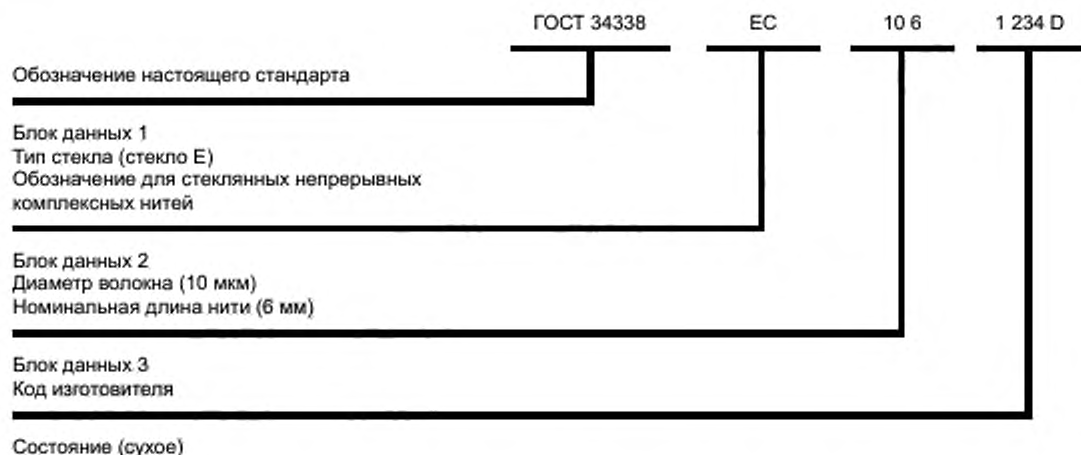 ГОСТ 34338 EC 10 6 1 234 D
Обозначение настоящего стандарта
Блок данных 1
Тип стекла (стекло Е)
Обозначение для стеклянных непрерывных
комплексных нитей
Блок данных 2
Диаметр волокна (10 мкм)
Номинальная длина нити (6 мм)
Блок данных 3
Код изготовителя
Состояние (сухое)